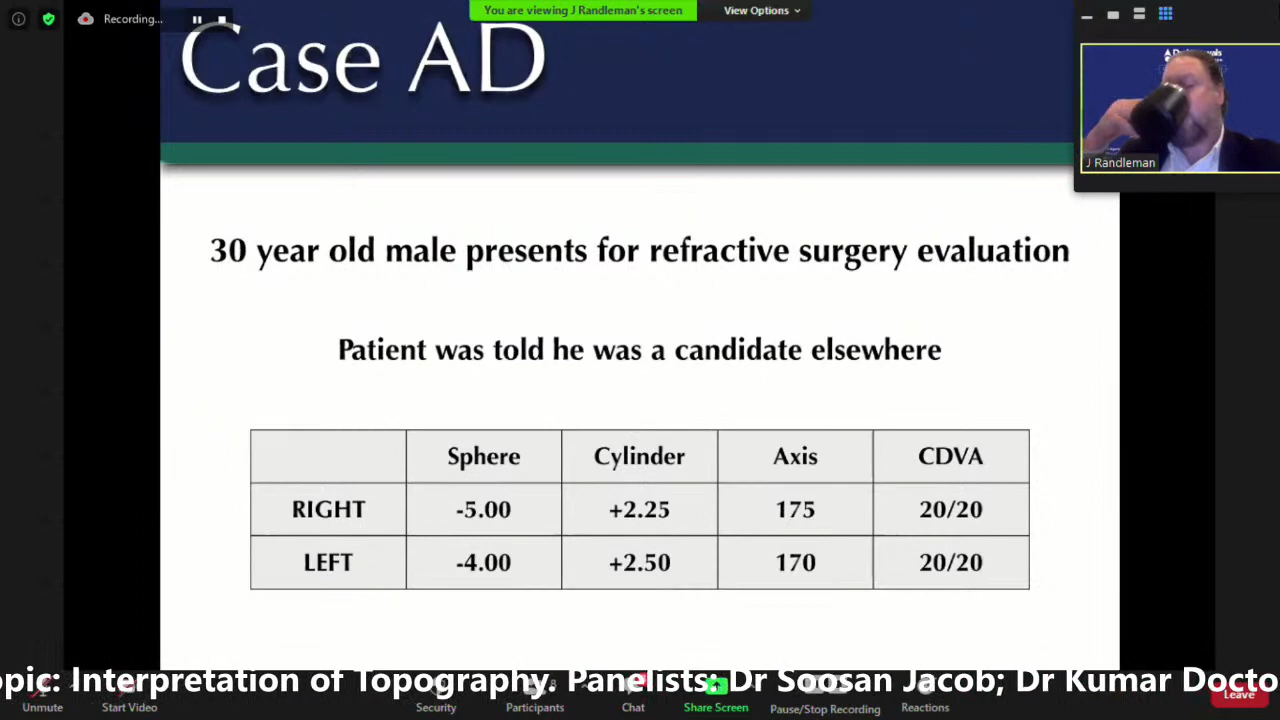 Recording...
You are viewing J Randleman's screen
View Options
Case AD
J Randleman
30 year old male presents for refractive surgery evaluation
Patient was told he was a candidate elsewhere
Sphere Cylinder Axis CDVA
RIGHT -5.00 +2.25 175 20/20
LEFT -4.00 +2.50 170 20/20
opic: Interpretation of Topography. Panelists: Dr Soosan Jacob; Dr Kumar Docto
Unmute Start Video Security Participants Chat Share Screen Pause/Stop Recording Reactions Leave